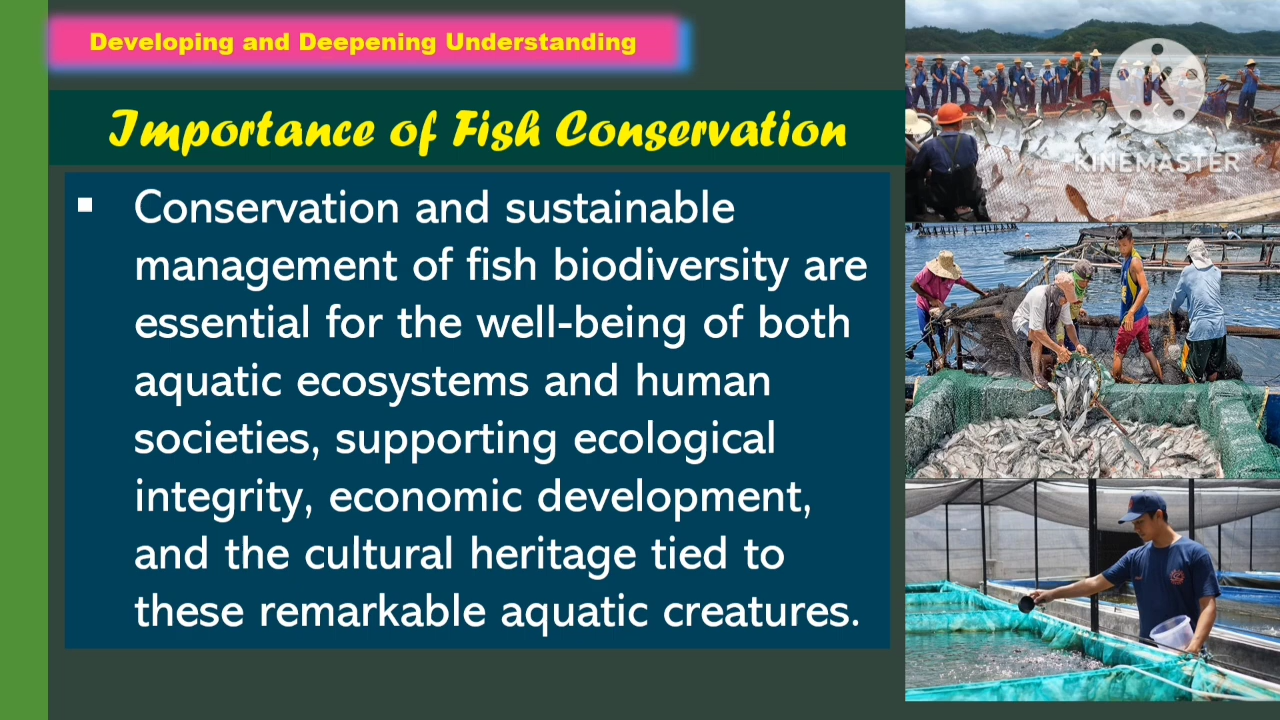 Developing and Deepening Understanding
Importance of Fish Conservation
▪ Conservation and sustainable
management of fish biodiversity are
essential for the well-being of both
aquatic ecosystems and human
societies, supporting ecological
integrity, economic development,
and the cultural heritage tied to
these remarkable aquatic creatures.
K
KINEMASTER